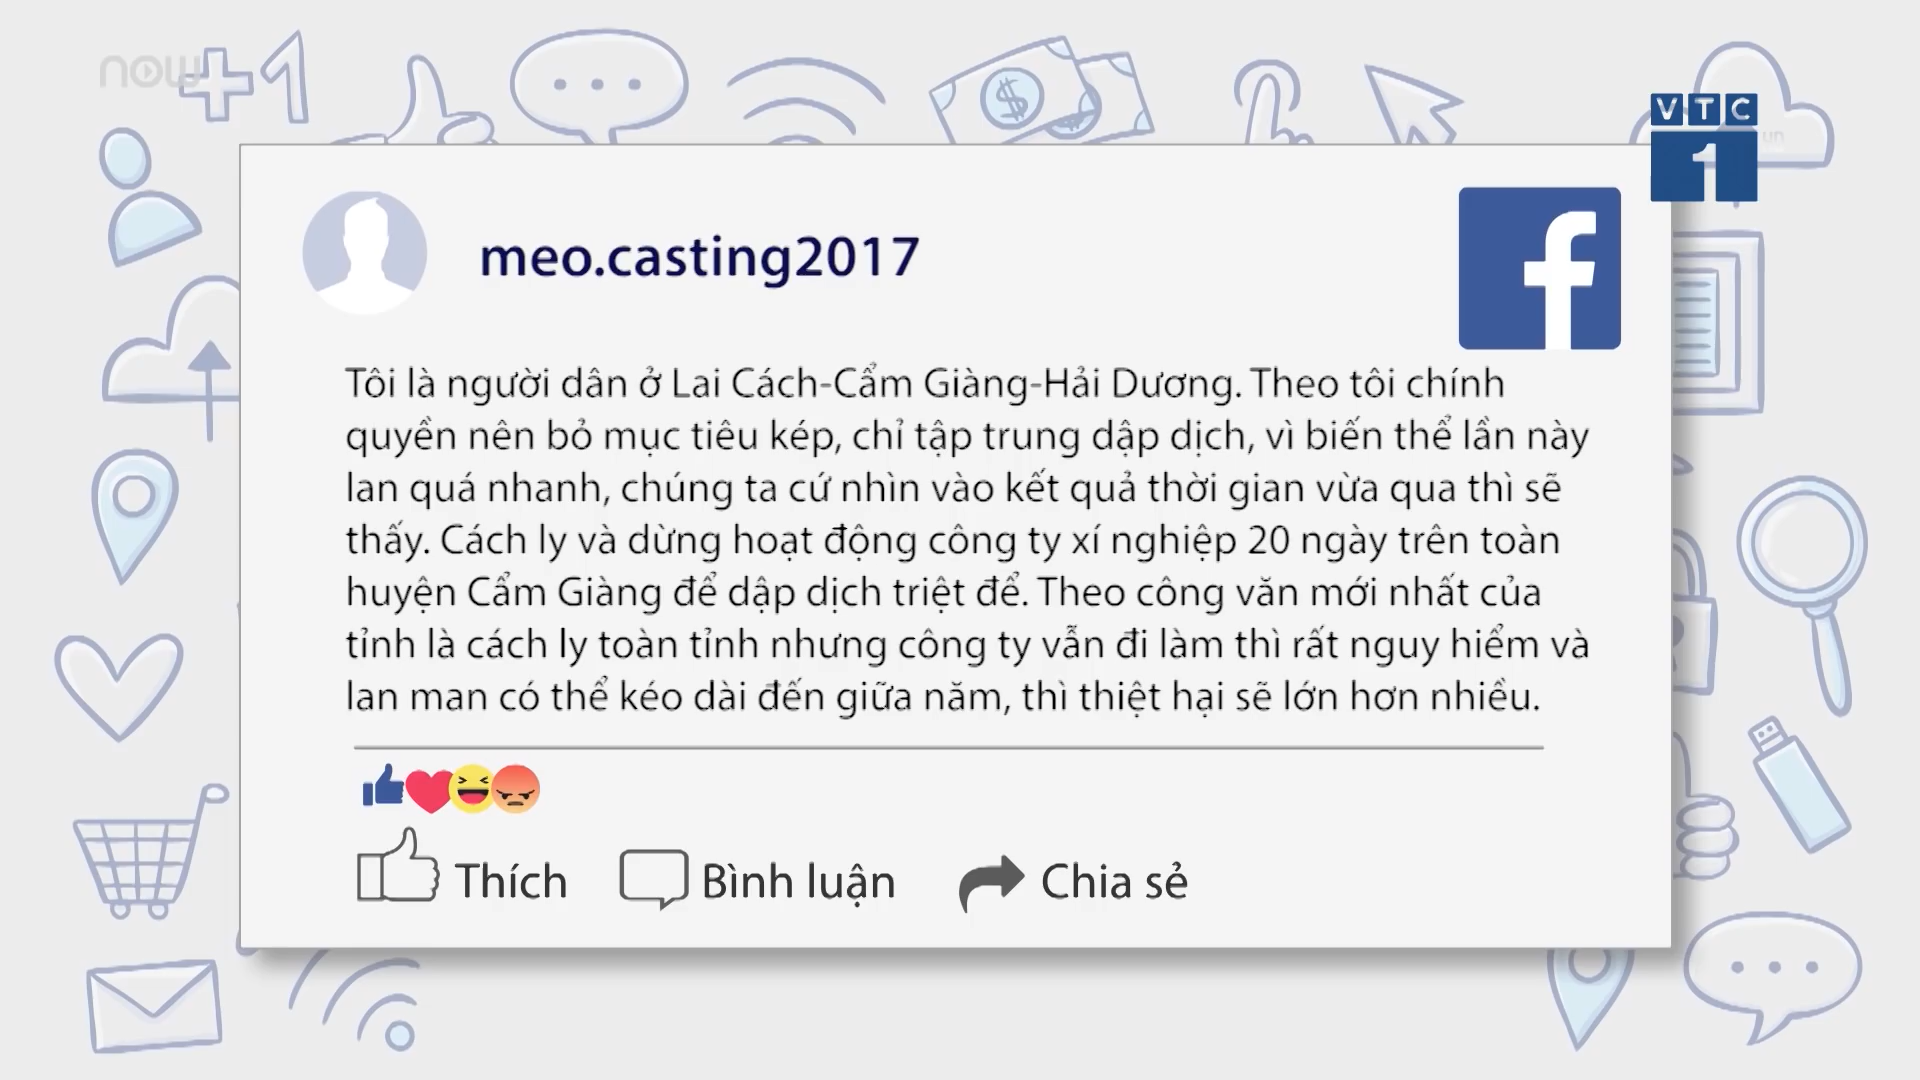 now
+1
VTC
1
meo.casting2017
Tôi là người dân ở Lai Cách-Cẩm Giàng-Hải Dương. Theo tôi chính
quyền nên bỏ mục tiêu kép, chỉ tập trung dập dịch, vì biến thể lần này
lan quá nhanh, chúng ta cứ nhìn vào kết quả thời gian vừa qua thì sẽ
thấy. Cách ly và dừng hoạt động công ty xí nghiệp 20 ngày trên toàn
huyện Cẩm Giàng để dập dịch triệt để. Theo công văn mới nhất của
tỉnh là cách ly toàn tỉnh nhưng công ty vẫn đi làm thì rất nguy hiểm và
lan man có thể kéo dài đến giữa năm, thì thiệt hại sẽ lớn hơn nhiều.
Thích Bình luận Chia sẻ